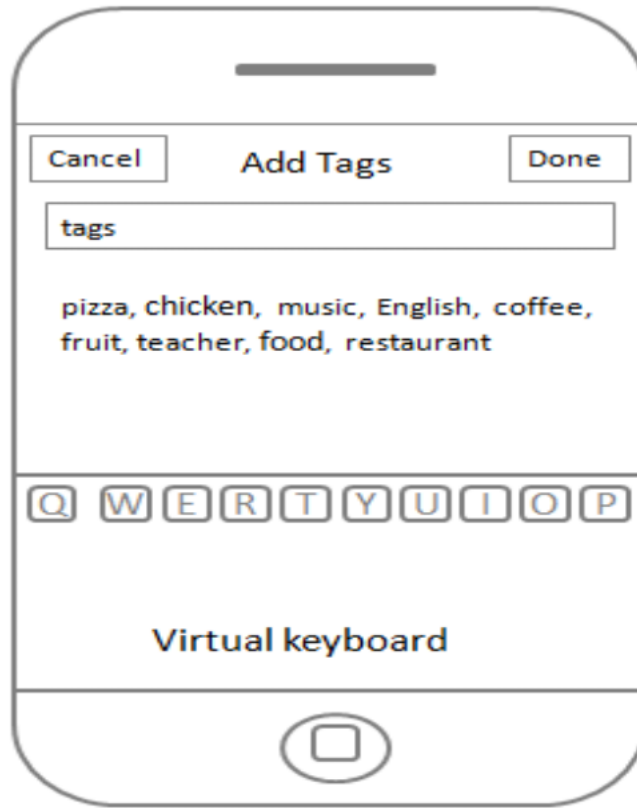 Cancel Add Tags Done
tags
pizza, chicken, music, English, coffee,
fruit, teacher, food, restaurant
Q W E R T Y U I O P
Virtual keyboard